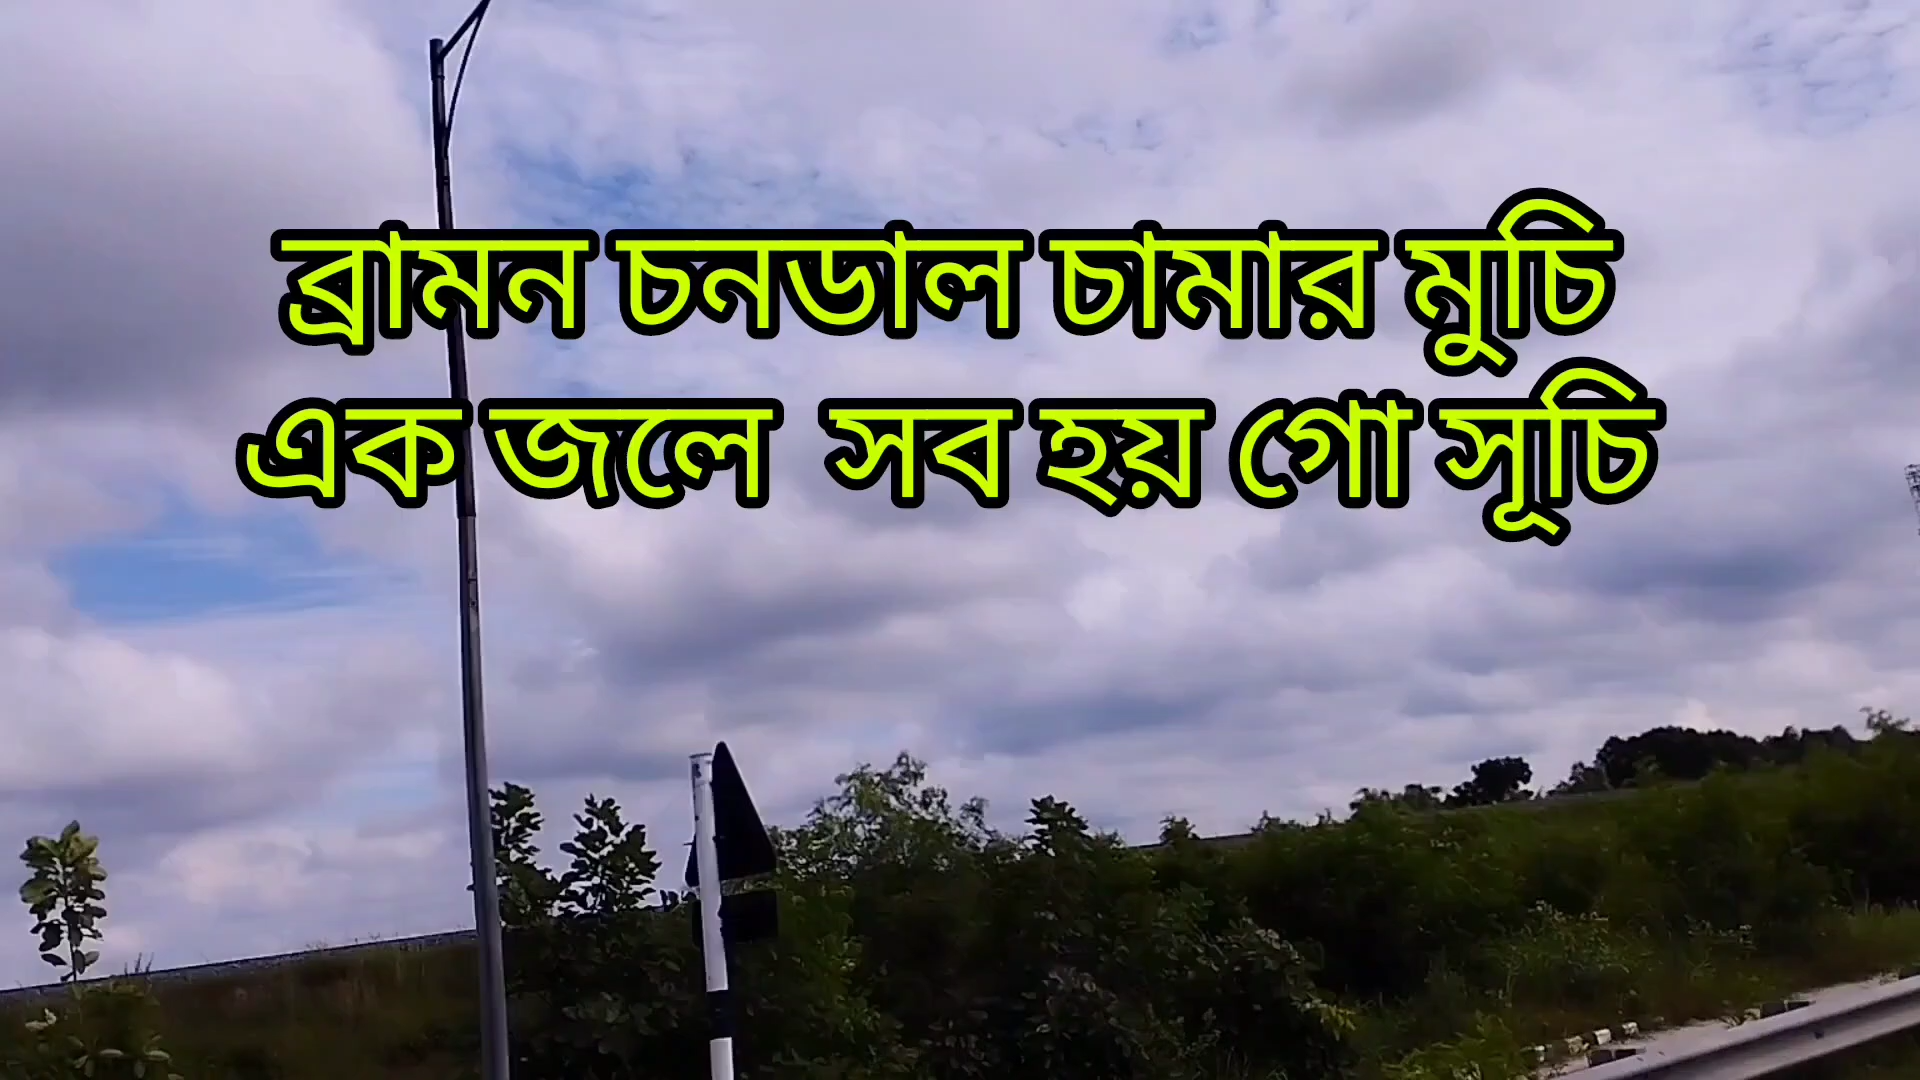 ব্রামন চনডাল চামার মুচি
এক জলে সব হয় গো সূচি